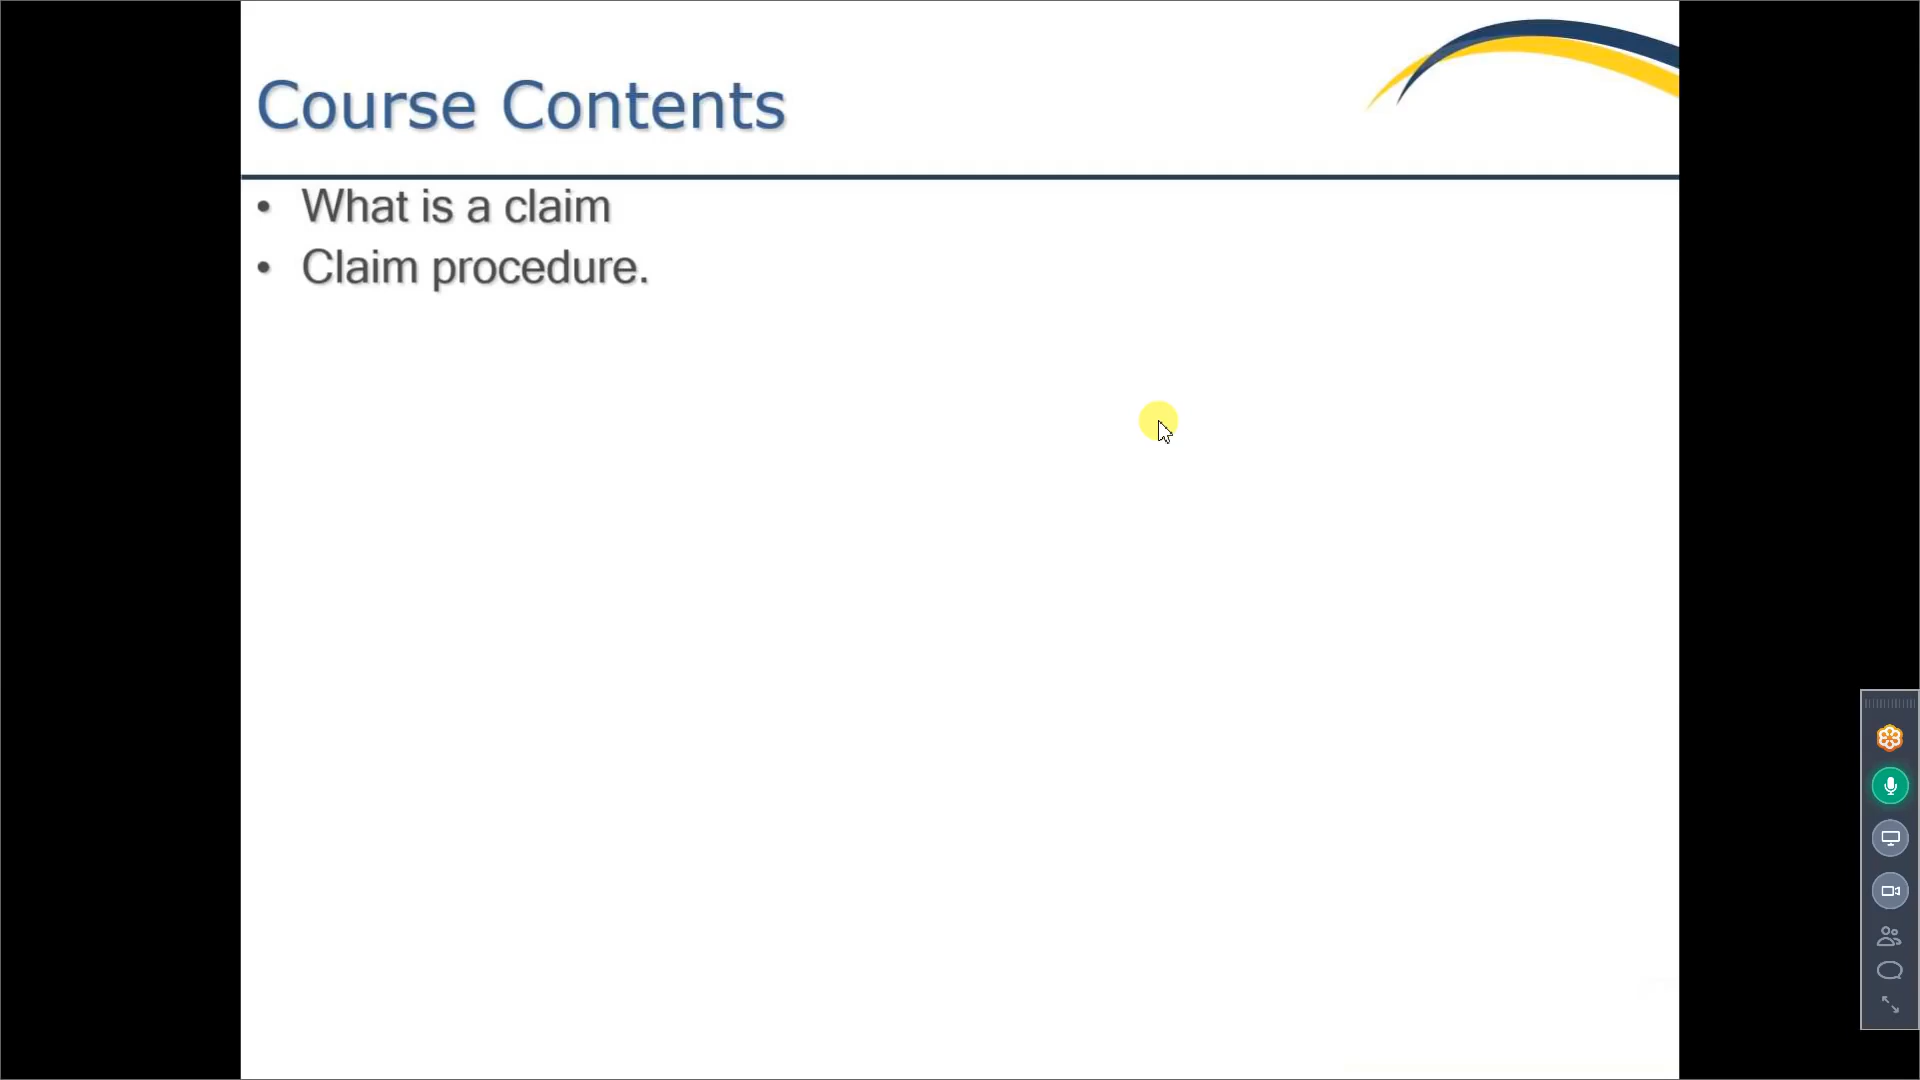 Course Contents
• What is a claim
• Claim procedure.